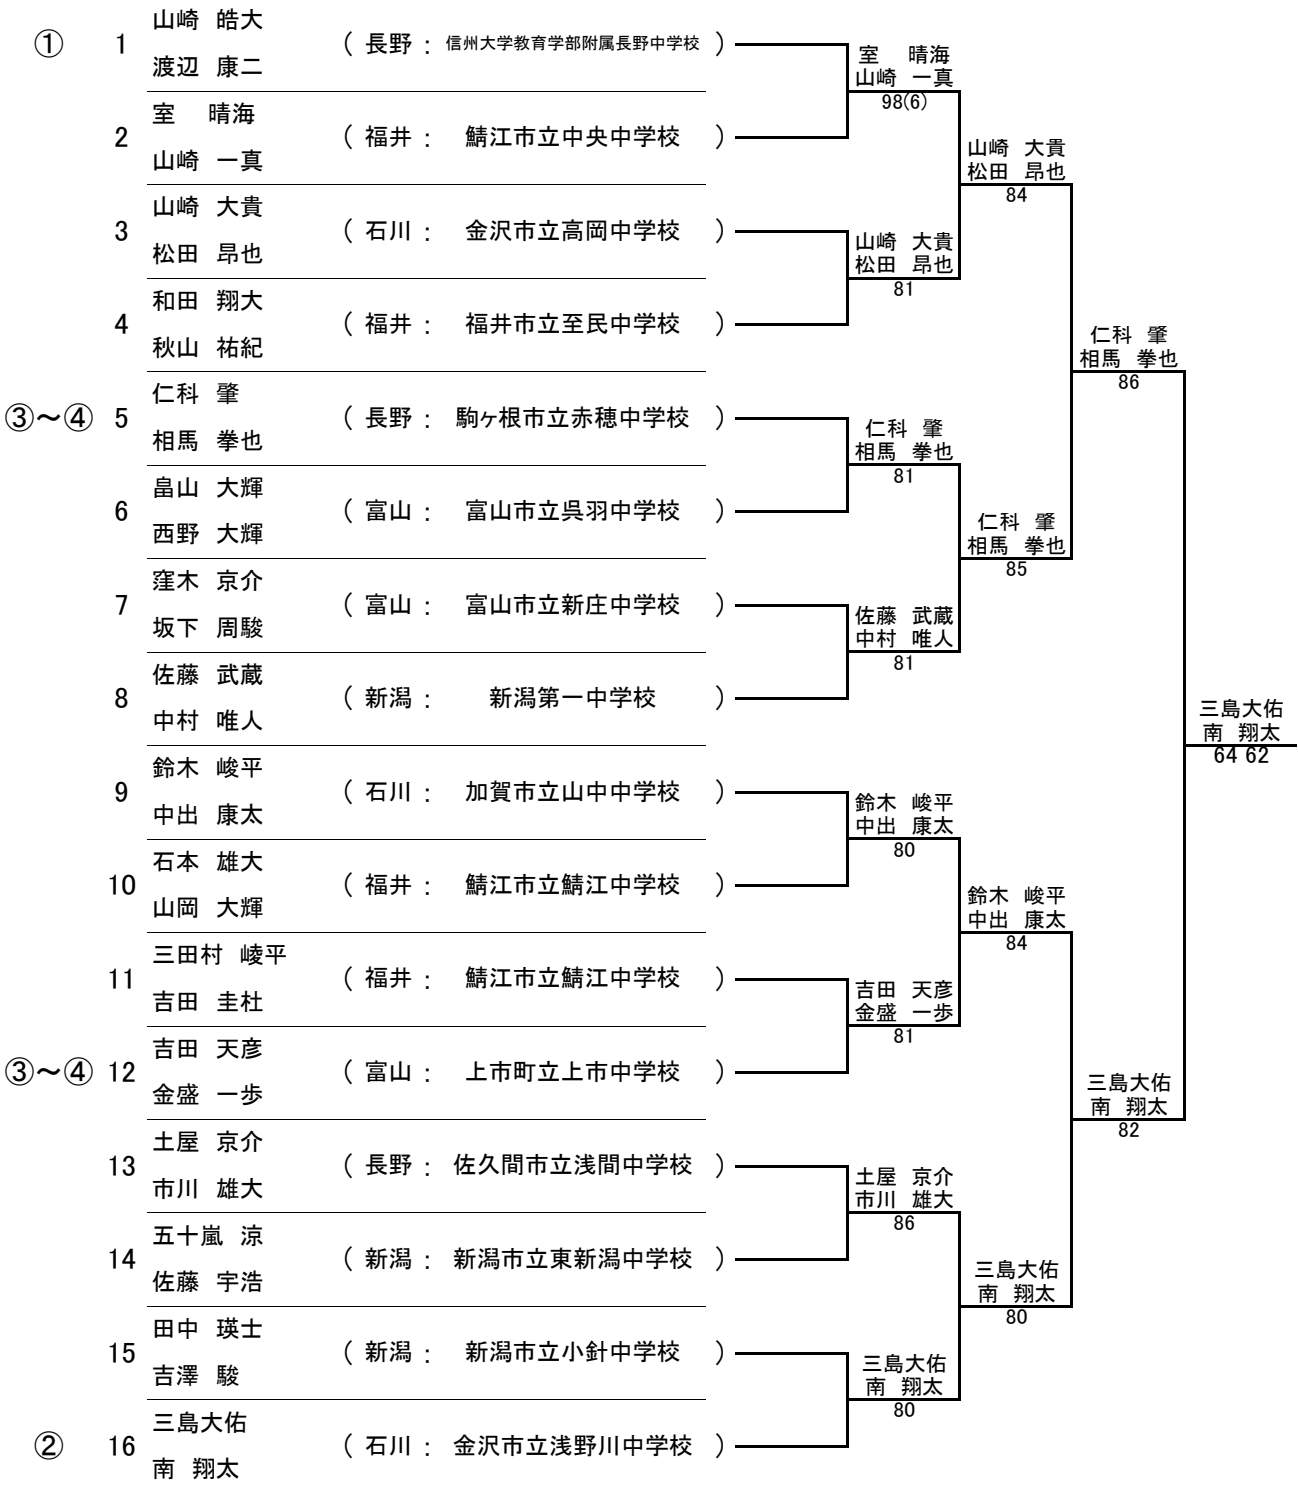 ① 1 山崎 皓大
渡辺 康二
( 長野 : 信州大学教育学部附属長野中学校 )
2 室 晴海
山崎 一真
( 福井 : 鯖江市立中央中学校 )
3 山崎 大貴
松田 昂也
( 石川 : 金沢市立高岡中学校 )
4 和田 翔大
秋山 祐紀
( 福井 : 福井市立至民中学校 )
③～④ 5 仁科 肇
相馬 拳也
( 長野 : 駒ヶ根市立赤穂中学校 )
6 畠山 大輝
西野 大輝
( 富山 : 富山市立呉羽中学校 )
7 窪木 京介
坂下 周駿
( 富山 : 富山市立新庄中学校 )
8 佐藤 武蔵
中村 唯人
( 新潟 : 新潟第一中学校 )
9 鈴木 峻平
中出 康太
( 石川 : 加賀市立山中中学校 )
10 石本 雄大
山岡 大輝
( 福井 : 鯖江市立鯖江中学校 )
11 三田村 崚平
吉田 圭杜
( 福井 : 鯖江市立鯖江中学校 )
③～④ 12 吉田 天彦
金盛 一歩
( 富山 : 上市町立上市中学校 )
13 土屋 京介
市川 雄大
( 長野 : 佐久間市立浅間中学校 )
14 五十嵐 涼
佐藤 宇浩
( 新潟 : 新潟市立東新潟中学校 )
15 田中 瑛士
吉澤 駿
( 新潟 : 新潟市立小針中学校 )
② 16 三島大佑
南 翔太
( 石川 : 金沢市立浅野川中学校 )
室 晴海
山崎 一真
98(6)
山崎 大貴
松田 昂也
81
仁科 肇
相馬 拳也
81
佐藤 武蔵
中村 唯人
81
鈴木 峻平
中出 康太
80
吉田 天彦
金盛 一歩
81
土屋 京介
市川 雄大
86
三島大佑
南 翔太
80
山崎 大貴
松田 昂也
84
仁科 肇
相馬 拳也
85
鈴木 峻平
中出 康太
84
三島大佑
南 翔太
80
仁科 肇
相馬 拳也
86
三島大佑
南 翔太
82
三島大佑
南 翔太
64 62